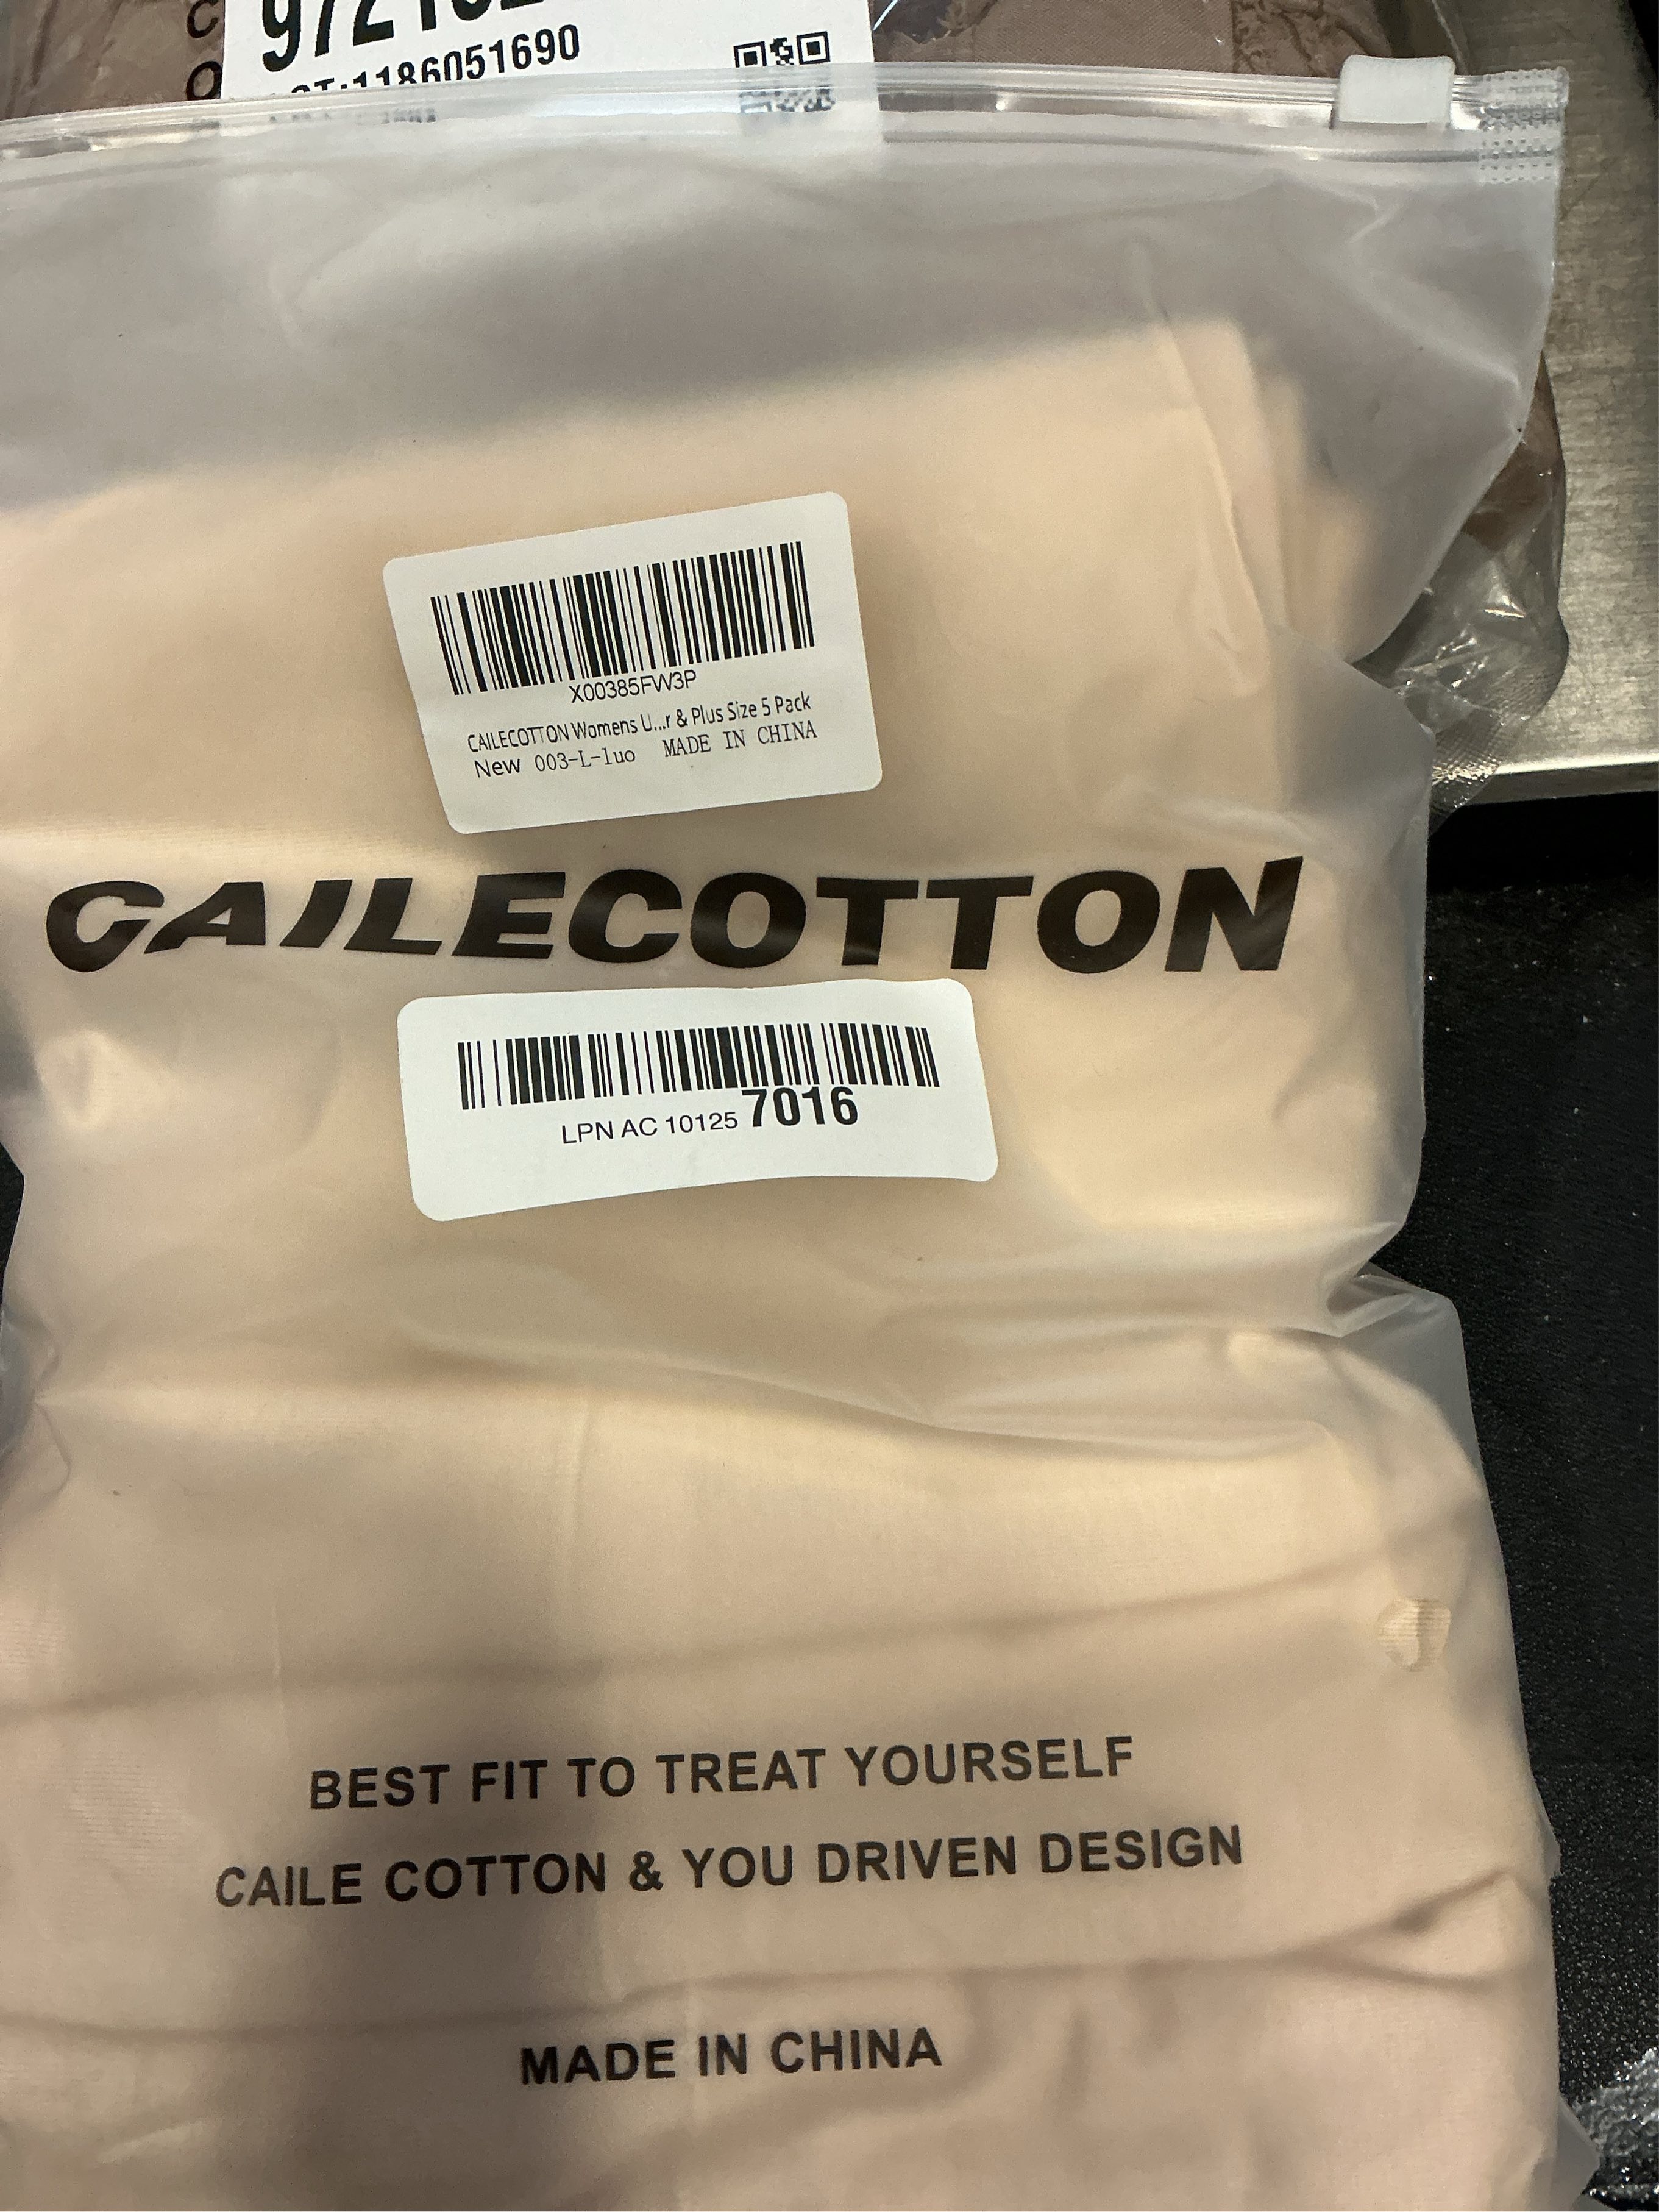 1186051690
X00385FW3P
CAILECOTTON Womens U...r & Plus Size 5 Pack
New 003-L-luo MADE IN CHINA
CAILECOTTON
LPN AC 10125 7016
BEST FIT TO TREAT YOURSELF
CAILE COTTON & YOU DRIVEN DESIGN
MADE IN CHINA